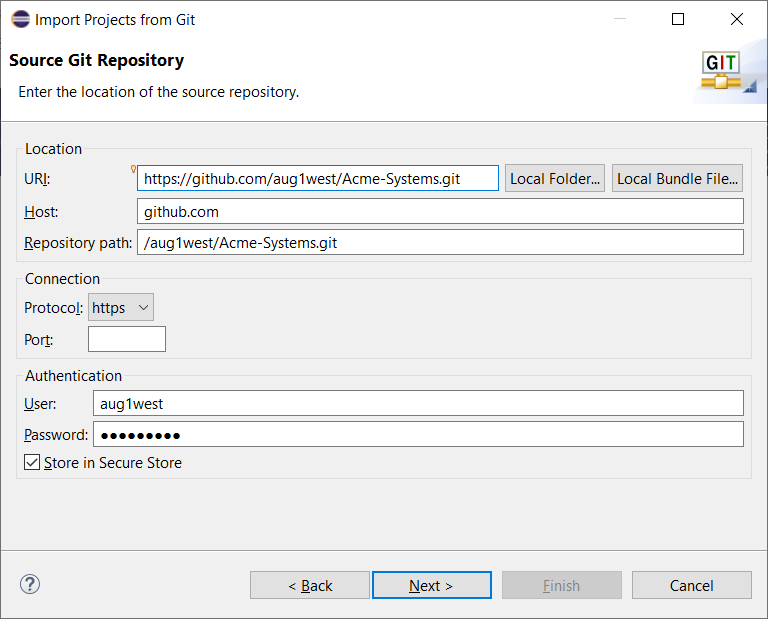 Import Projects from Git
Source Git Repository
Enter the location of the source repository.
GIT
Location
URI: https://github.com/aug1west/Acme-Systems.git Local Folder... Local Bundle File...
Host: github.com
Repository path: /aug1west/Acme-Systems.git
Connection
Protocol: https
Port:
Authentication
User: aug1west
Password: ●●●●●●●●●
Store in Secure Store
? < Back Next > Finish Cancel